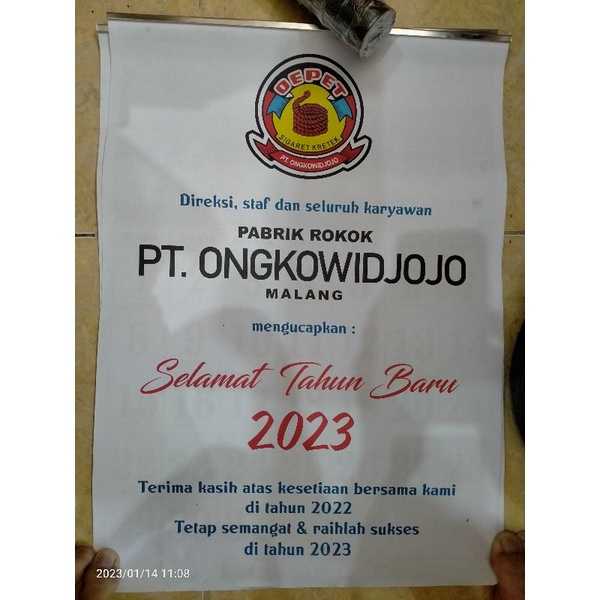 OEPET
SIGARET KRETEK
PT. ONGKOWIDJOJO
Direksi, staf dan seluruh karyawan
PABRIK ROKOK
PT. ONGKOWIDJOJO
MALANG
mengucapkan :
Selamat Tahun Baru
2023
Terima kasih atas kesetiaan bersama kami
di tahun 2022
Tetap semangat & raihlah sukses
di tahun 2023
2023/01/14 11:08